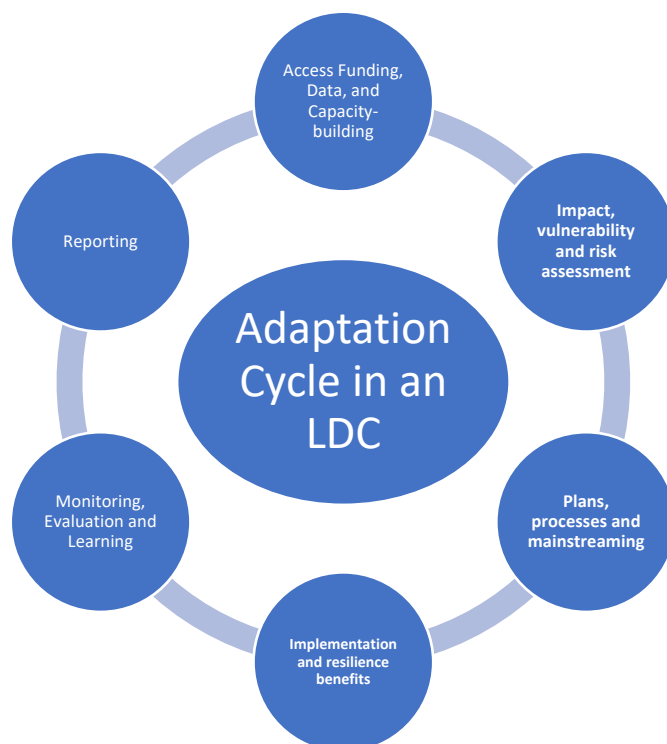 Access Funding,
Data, and
Capacity-
building
Impact,
vulnerability
and risk
assessment
Plans,
processes and
mainstreaming
Implementation
and resilience
benefits
Monitoring,
Evaluation and
Learning
Reporting
Adaptation
Cycle in an
LDC